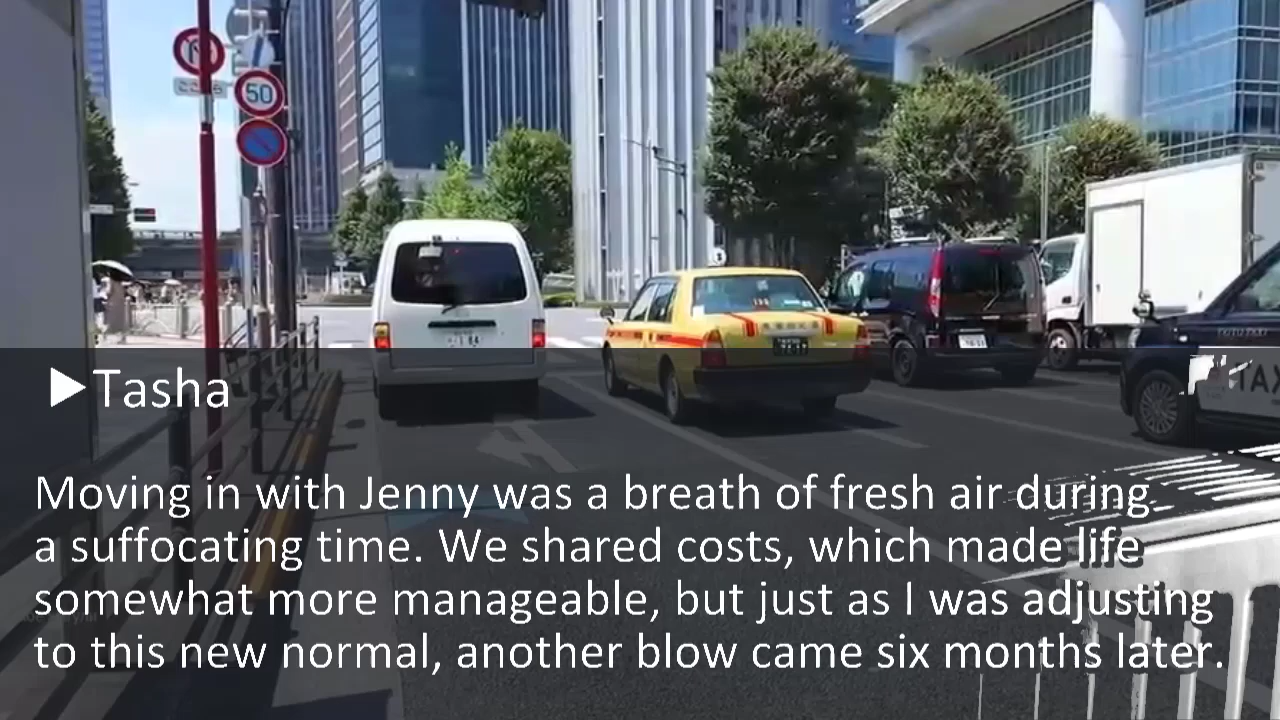 50
▶Tasha
TAX
Moving in with Jenny was a breath of fresh air during
a suffocating time. We shared costs, which made life
somewhat more manageable, but just as I was adjusting
to this new normal, another blow came six months later.